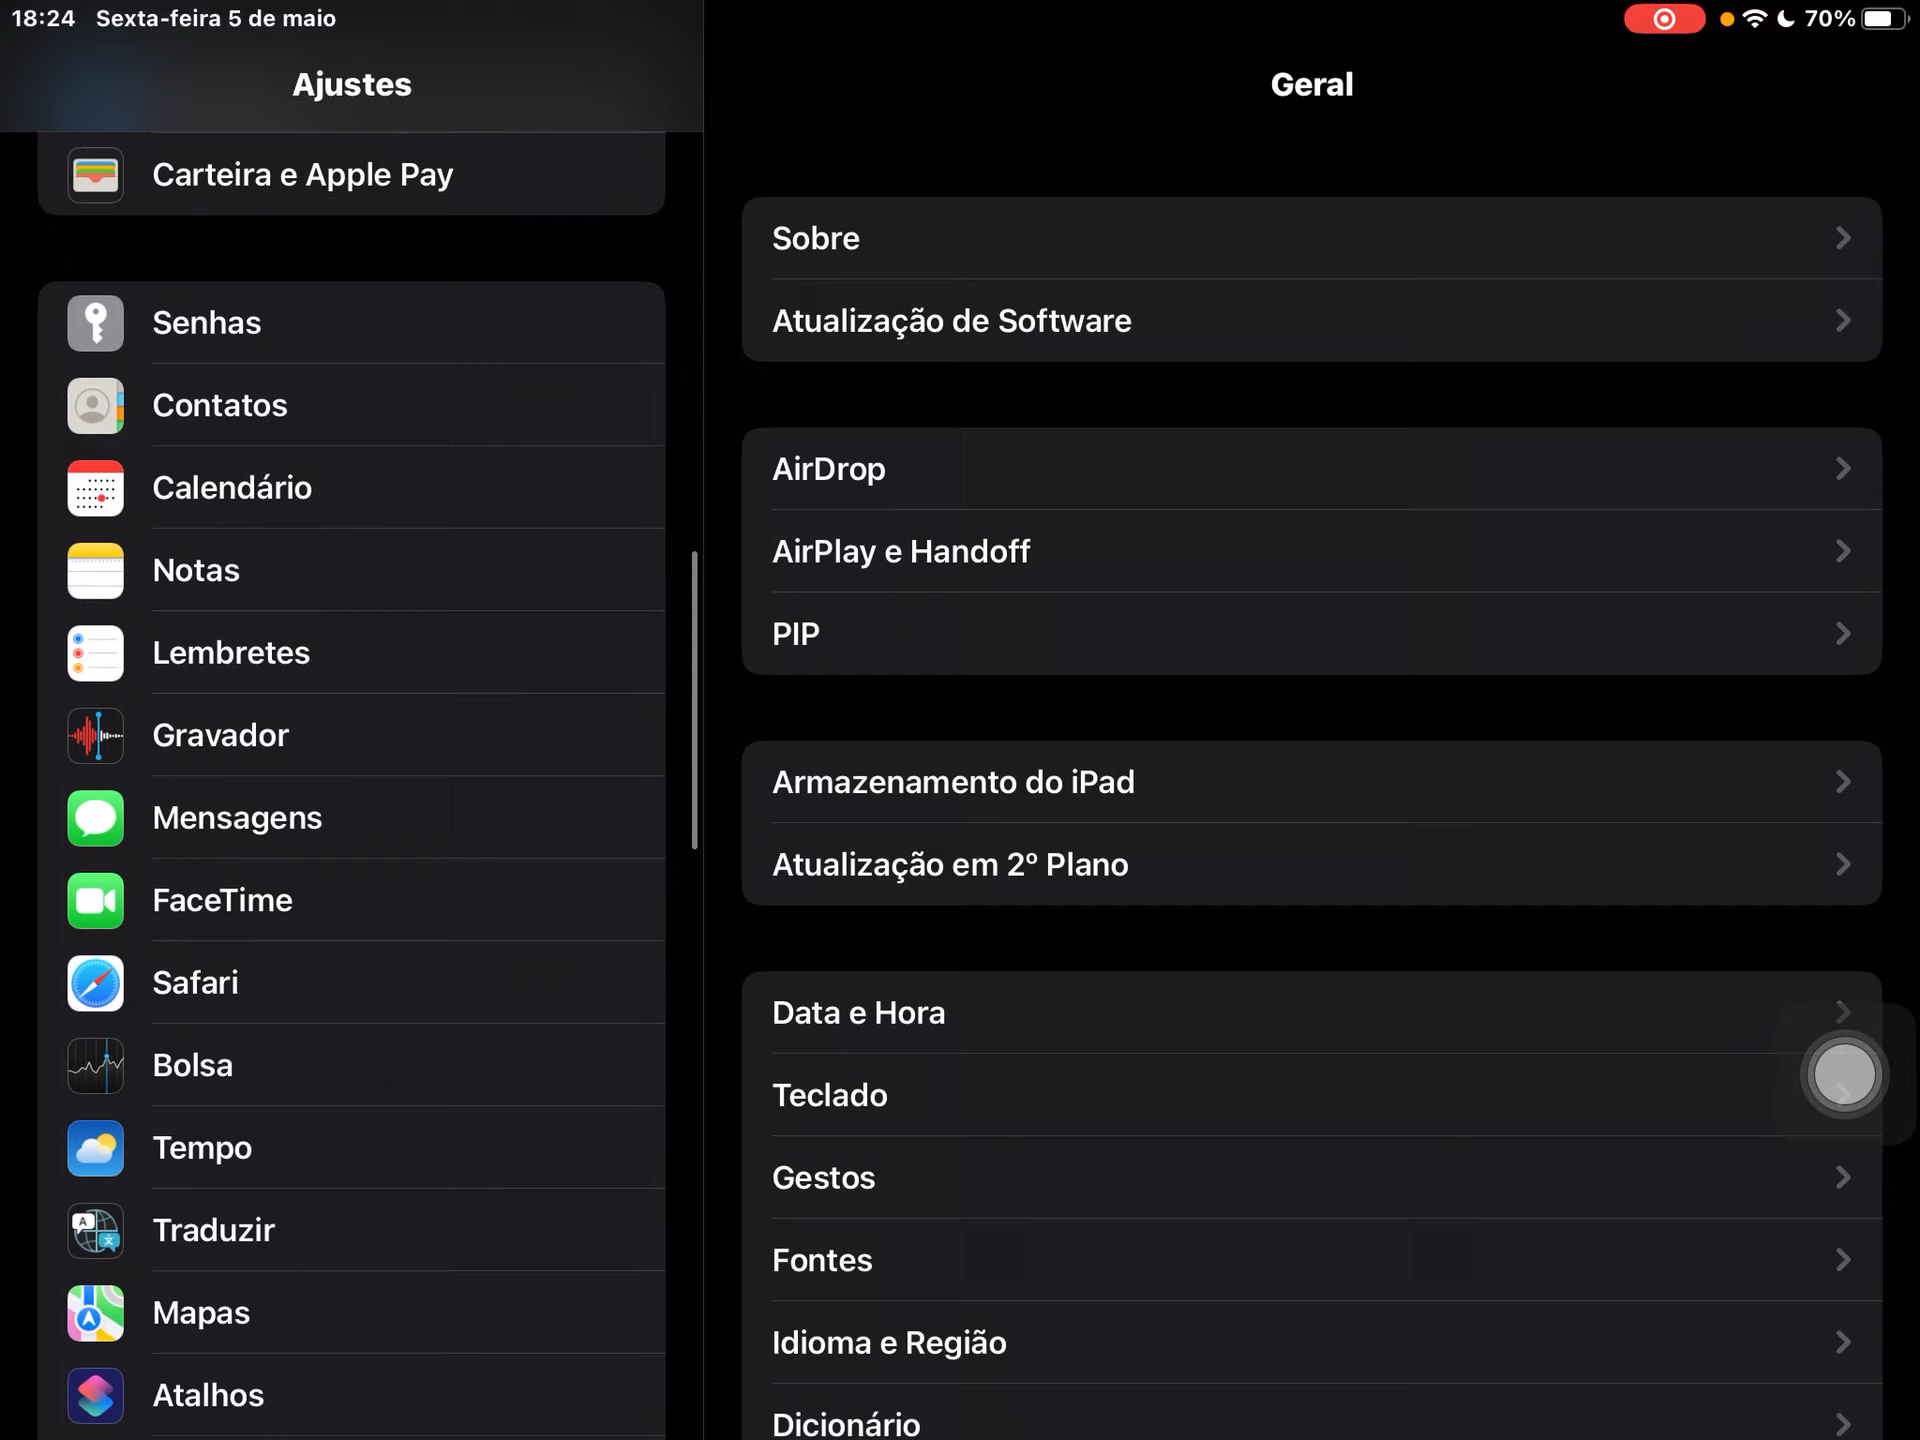 18:24 Sexta-feira 5 de maio
70%
Ajustes
Carteira e Apple Pay
Senhas
Contatos
Calendário
Notas
Lembretes
Gravador
Mensagens
FaceTime
Safari
Bolsa
Tempo
Traduzir
Mapas
Atalhos
Geral
Sobre
Atualização de Software
AirDrop
AirPlay e Handoff
PIP
Armazenamento do iPad
Atualização em 2º Plano
Data e Hora
Teclado
Gestos
Fontes
Idioma e Região
Dicionário